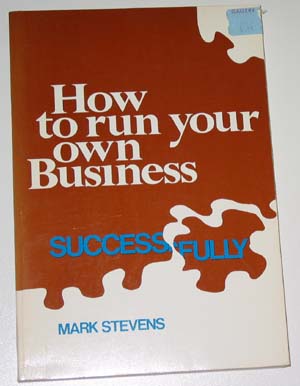 How
to run your
own
Business
SUCCESSFULLY
MARK STEVENS